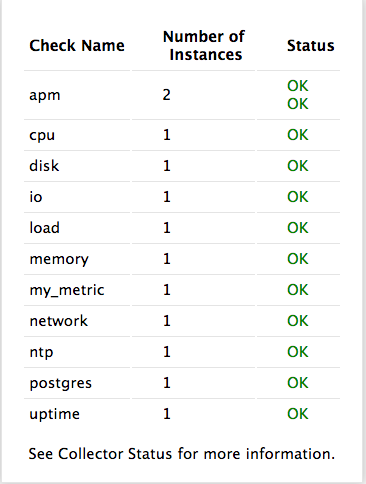 Check Name Number of Instances Status
apm 2 OK
OK
cpu 1 OK
disk 1 OK
io 1 OK
load 1 OK
memory 1 OK
my_metric 1 OK
network 1 OK
ntp 1 OK
postgres 1 OK
uptime 1 OK
See Collector Status for more information.